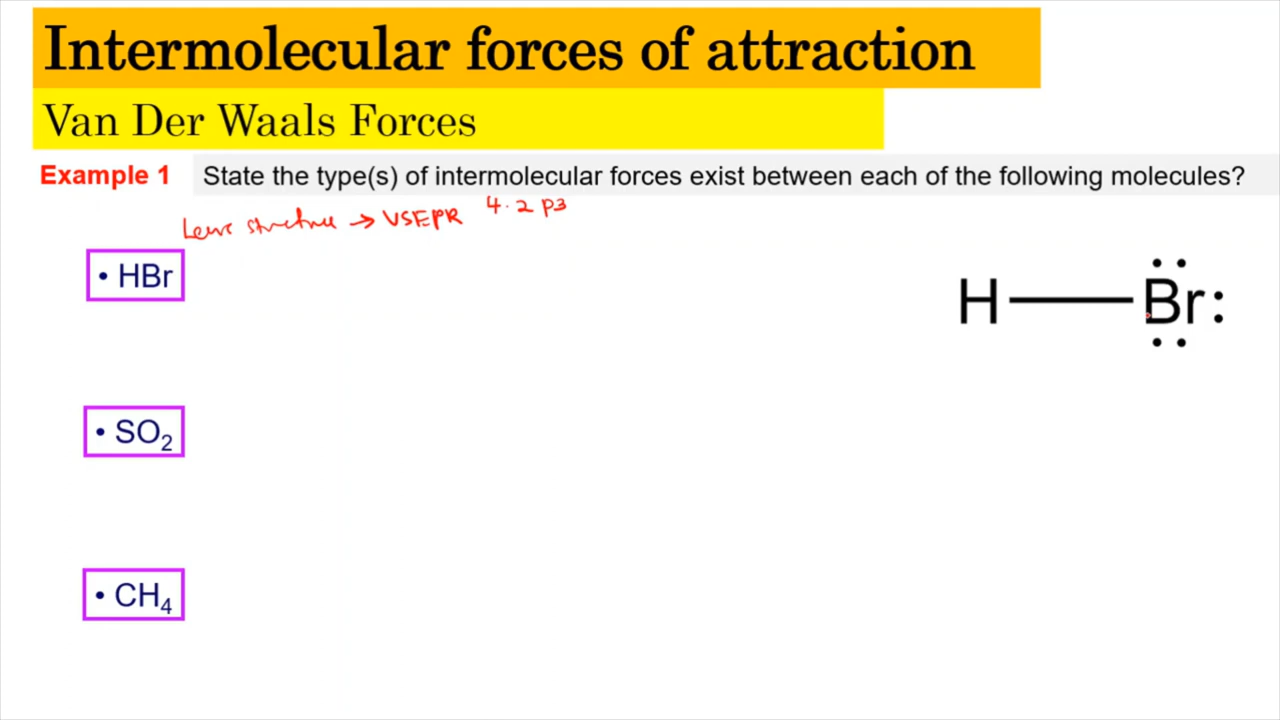 Intermolecular forces of attraction
Van Der Waals Forces
Example 1 State the type(s) of intermolecular forces exist between each of the following molecules?
structure → VSEPR 4.2 p3
• HBr
H — Br
• SO₂
• CH₄